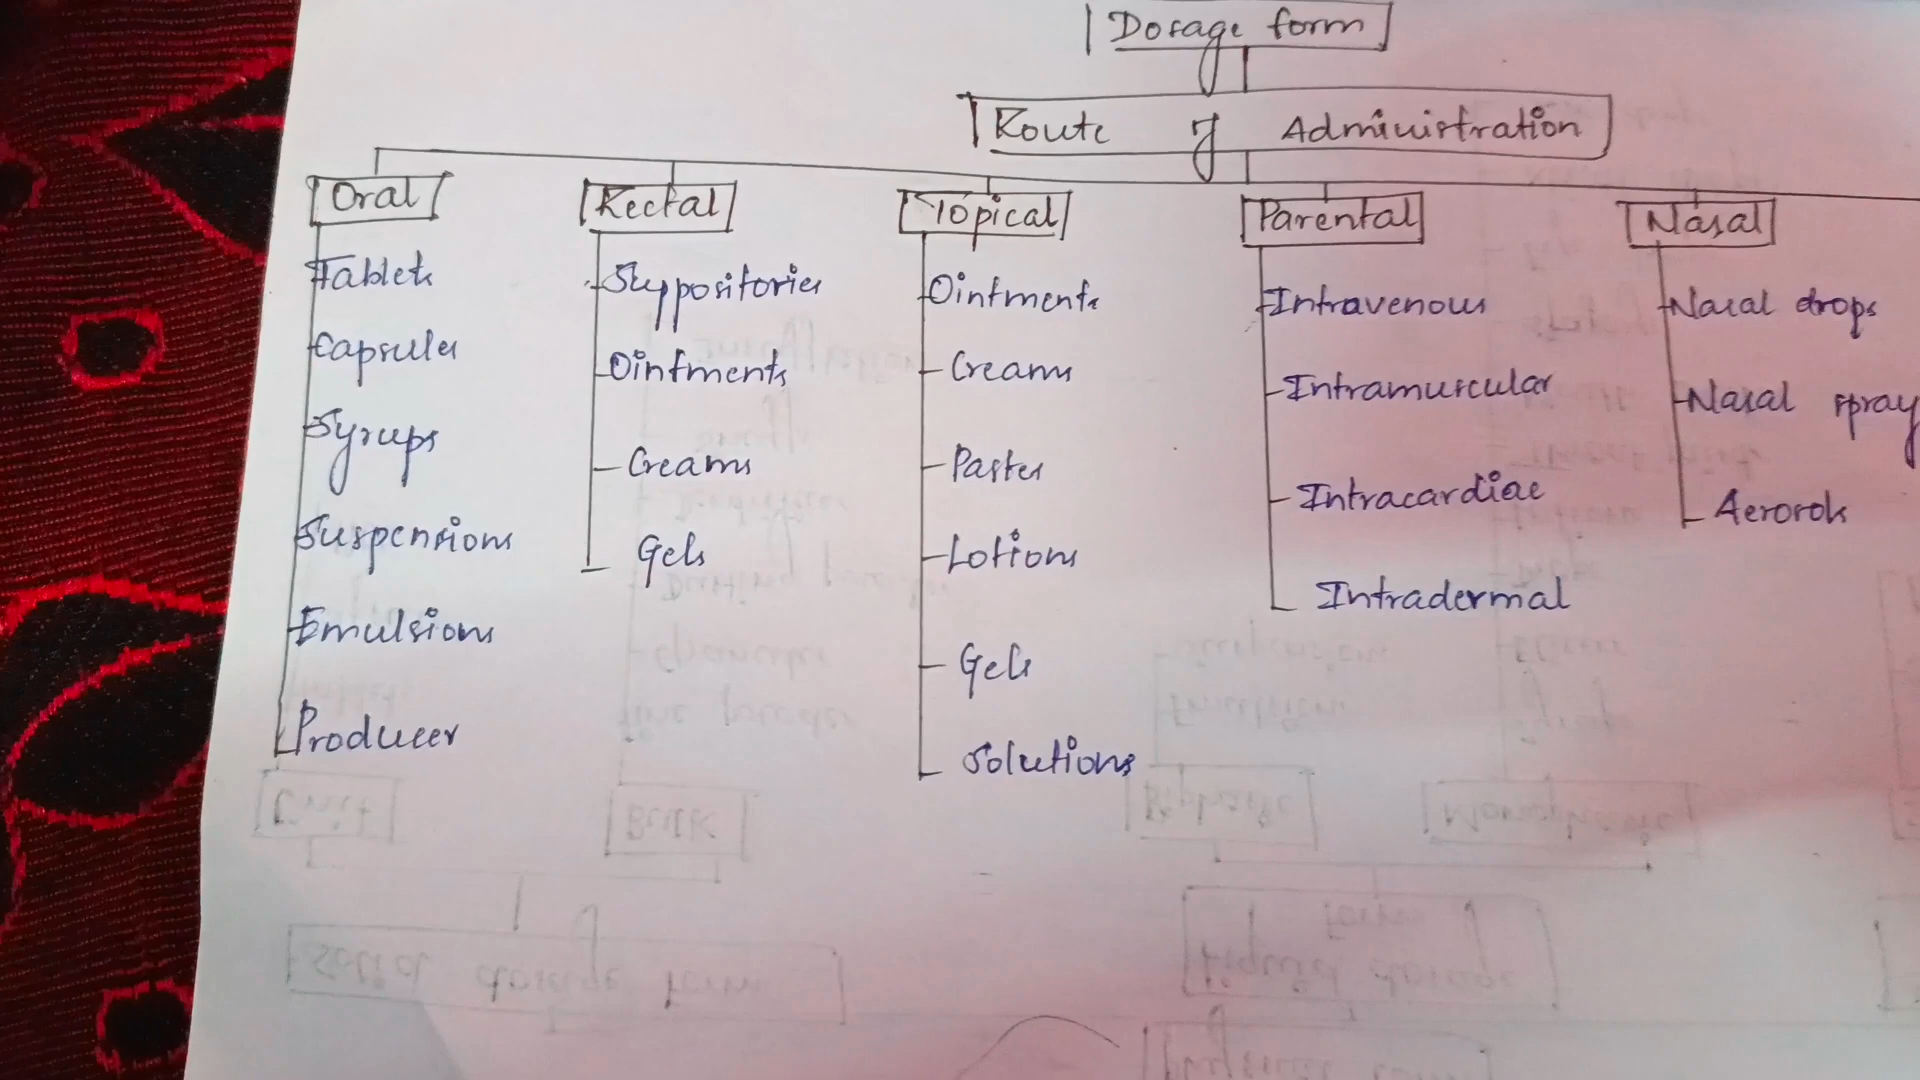 Dosage form
Route of Administration
Oral
Tablets
Capsules
Syrups
Suspensions
Emulsions
Producer
Rectal
Suppositories
Ointments
Creams
Gels
Topical
Ointments
Creams
Pastes
Lotions
Gels
Solutions
Parental
Intravenous
Intramuscular
Intracardiac
Intradermal
Nasal
Nasal drops
Nasal spray
Aerosols